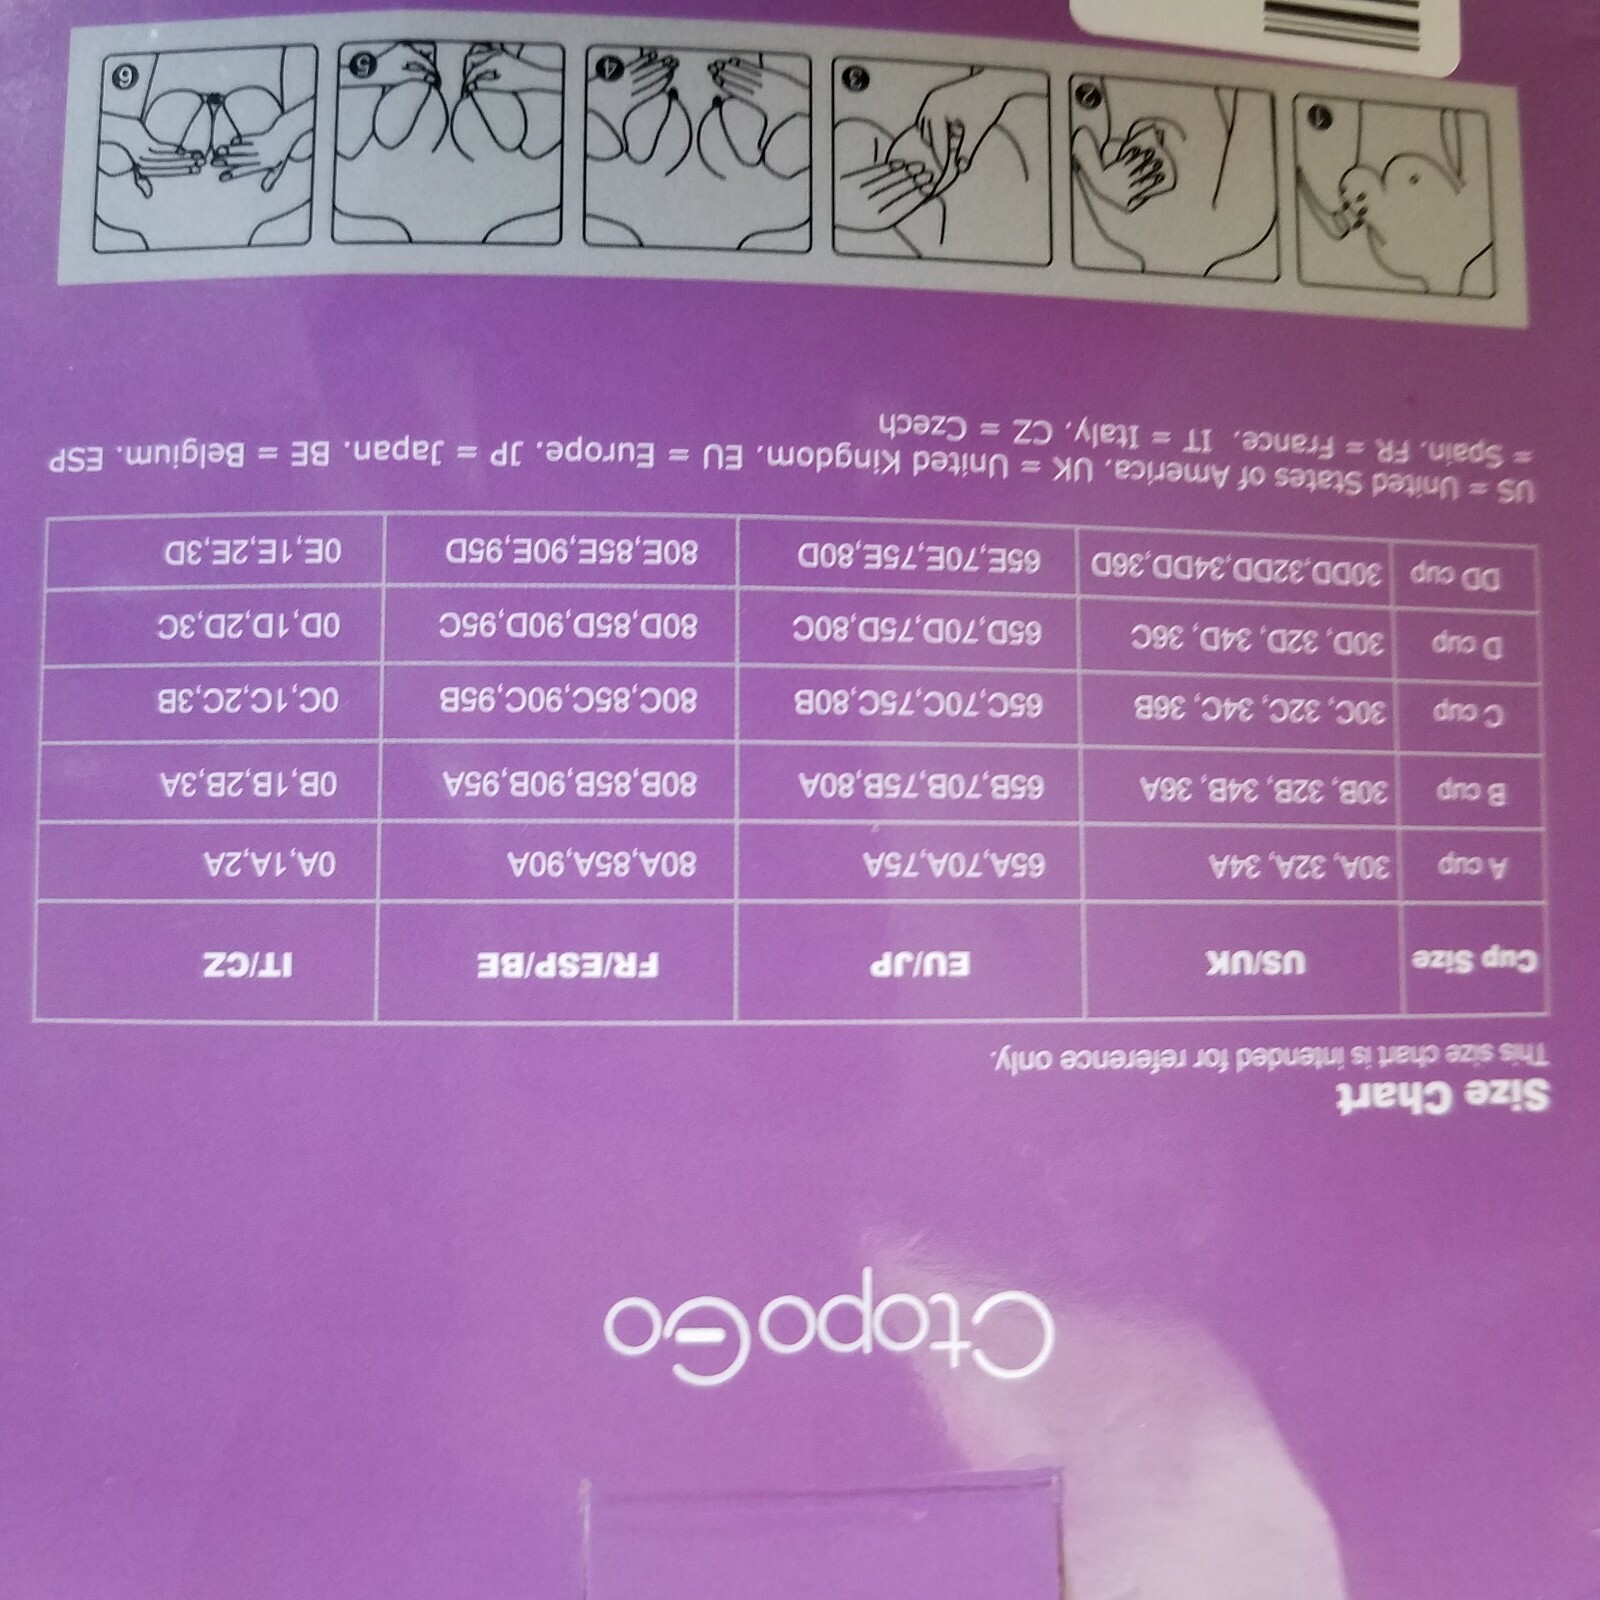 CtopoGo
Size Chart
This size chart is intended for reference only.
Cup Size US/UK EU/JP FR/ESP/BE IT/CZ
A cup 30A, 32A, 34A 65A,70A,75A 80A,85A,90A 0A,1A,2A
B cup 30B, 32B, 34B, 36A 65B,70B,75B,80A 80B,85B,90B,95A 0B,1B,2B,3A
C cup 30C, 32C, 34C, 36B 65C,70C,75C,80B 80C,85C,90C,95B 0C,1C,2C,3B
D cup 30D, 32D, 34D, 36C 65D,70D,75D,80C 80D,85D,90D,95C 0D,1D,2D,3C
DD cup 30DD,32DD,34DD,36D 65E,70E,75E,80D 80E,85E,90E,95D 0E,1E,2E,3D
US = United States of America. UK = United Kingdom. EU = Europe. JP = Japan. BE = Belgium. ESP
= Spain. FR = France. IT = Italy. CZ = Czech
1 2 3 4 5 6